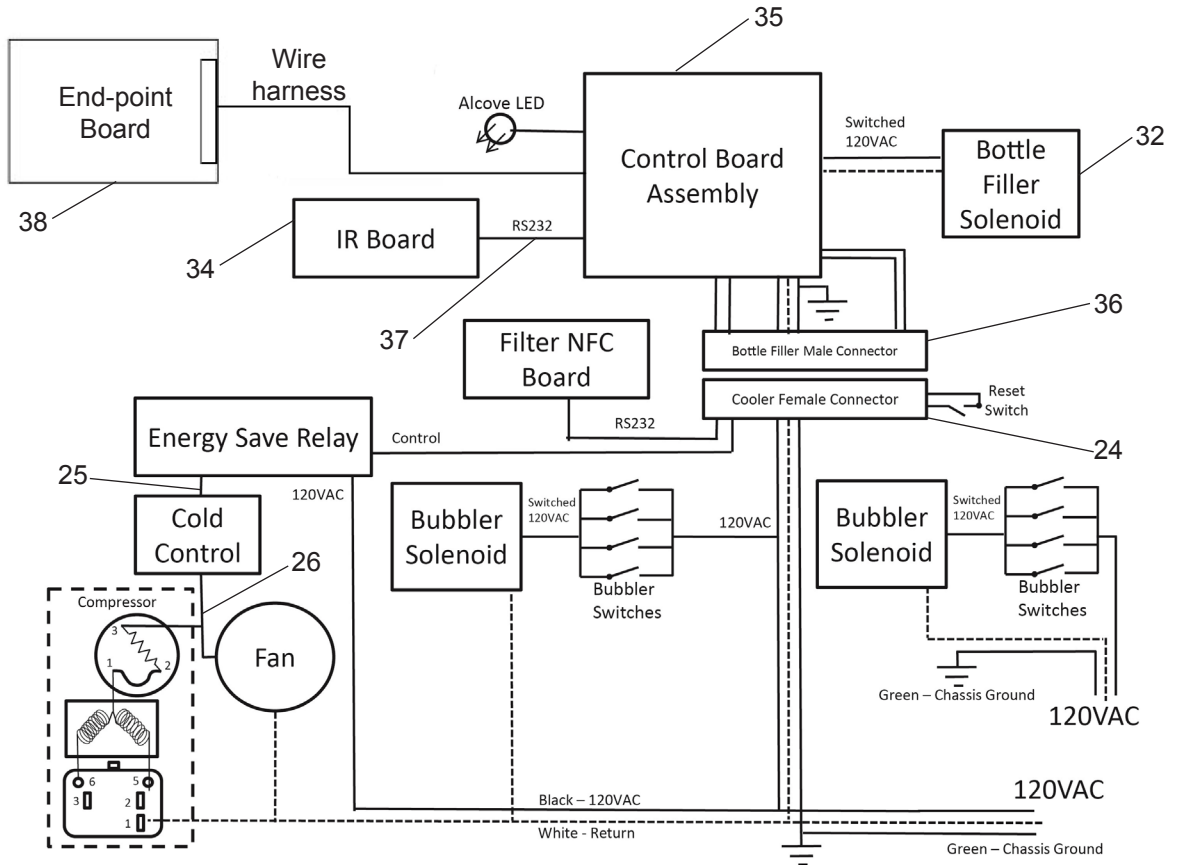 35
End-point
Board
Wire
harness
Alcove LED
Control Board
Assembly
Switched
120VAC
Bottle
Filler
Solenoid
32
38
IR Board
RS232
34
37
36
Filter NFC
Board
Bottle Filler Male Connector
Cooler Female Connector
Reset
Switch
RS232
24
Energy Save Relay
Control
25
120VAC
Cold
Control
Bubbler
Solenoid
Switched
120VAC
120VAC
Bubbler
Switches
Bubbler
Solenoid
Switched
120VAC
Bubbler
Switches
26
Compressor
3
1
2
Fan
Green – Chassis Ground
120VAC
6
5
3
2
1
Black – 120VAC
120VAC
White - Return
Green – Chassis Ground